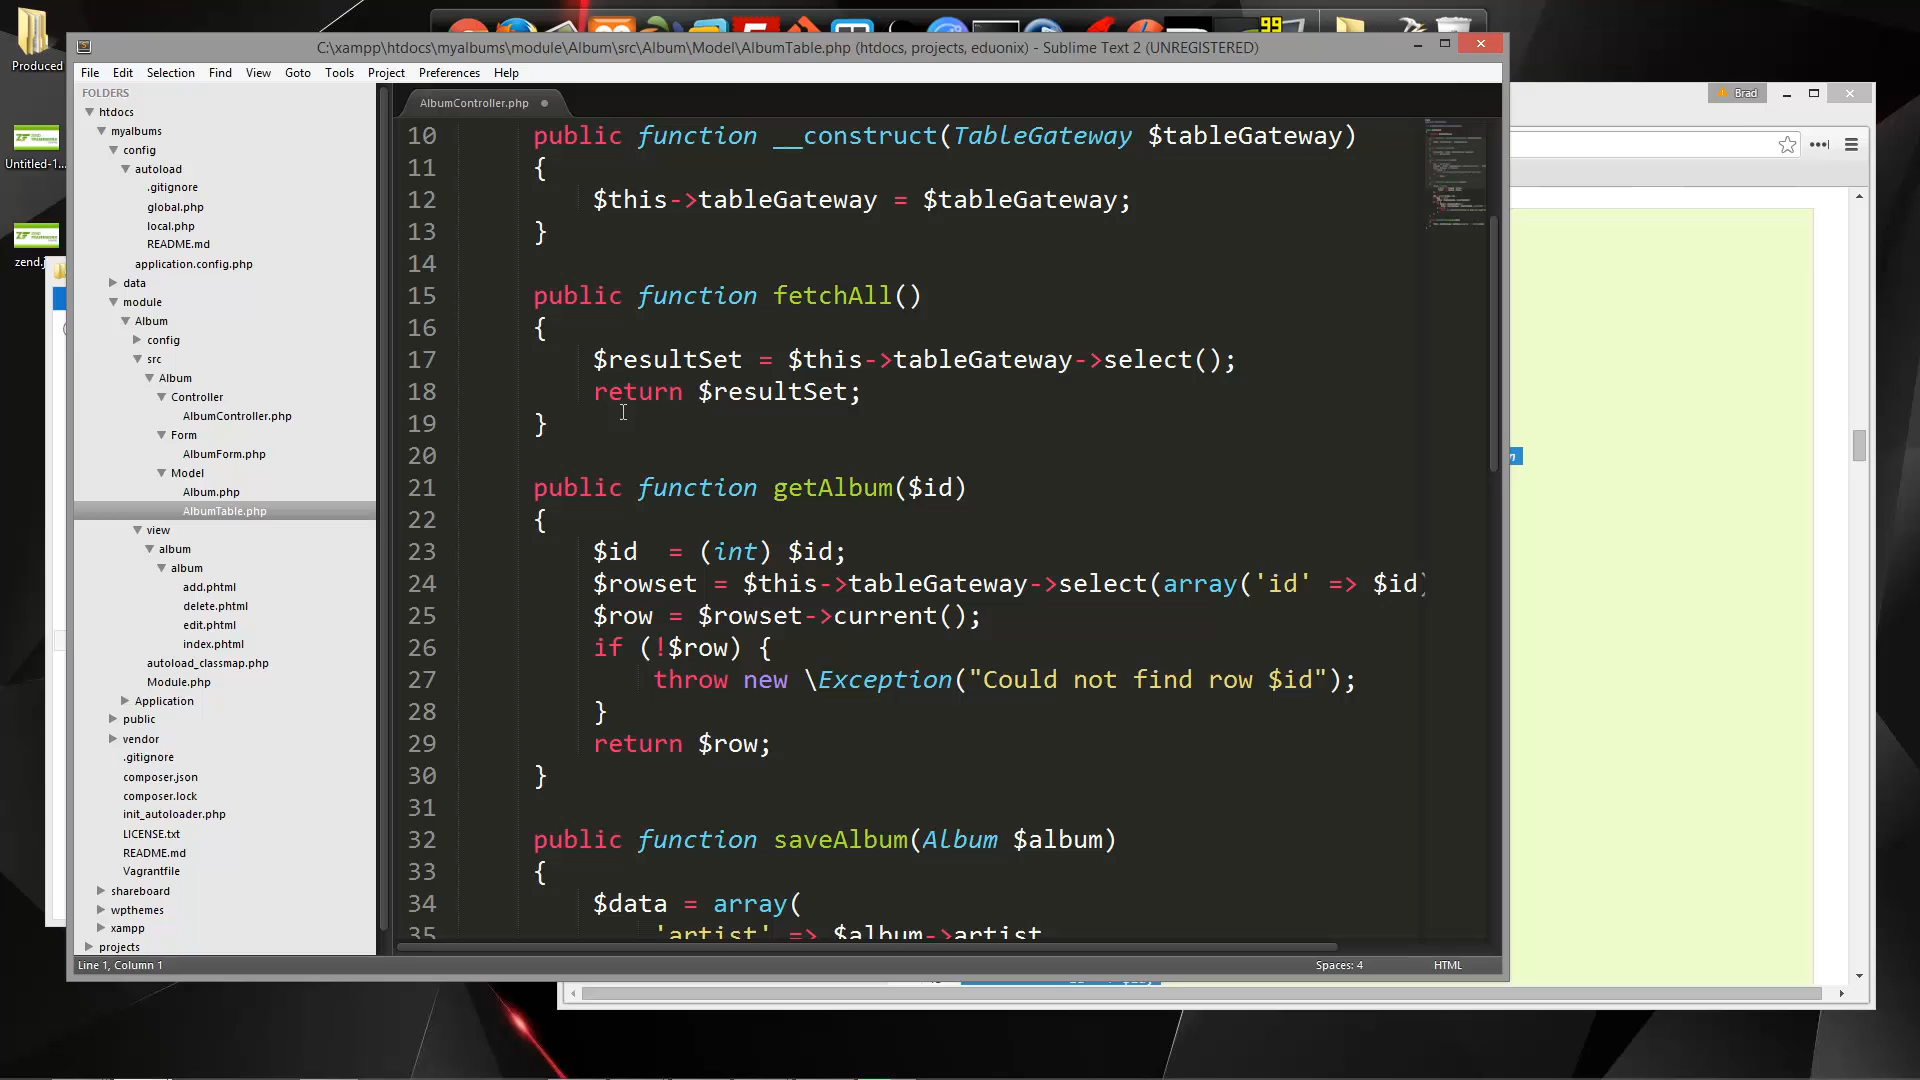 Produced
Untitled-1...
zend.j
99
C:\xampp\htdocs\myalbums\module\Album\src\Album\Model\AlbumTable.php (htdocs, projects, eduonix) - Sublime Text 2 (UNREGISTERED)
File Edit Selection Find View Goto Tools Project Preferences Help
FOLDERS
htdocs
myalbums
config
autoload
.gitignore
global.php
local.php
README.md
application.config.php
data
module
Album
config
src
Album
Controller
AlbumController.php
Form
AlbumForm.php
Model
Album.php
AlbumTable.php
view
album
album
add.phtml
delete.phtml
edit.phtml
index.phtml
autoload_classmap.php
Module.php
Application
public
vendor
.gitignore
composer.json
composer.lock
init_autoloader.php
LICENSE.txt
README.md
Vagrantfile
shareboard
wpthemes
xampp
projects
AlbumController.php
10 public function __construct(TableGateway $tableGateway)
11 {
12 $this->tableGateway = $tableGateway;
13 }
14
15 public function fetchAll()
16 {
17 $resultSet = $this->tableGateway->select();
18 return $resultSet;
19 }
20
21 public function getAlbum($id)
22 {
23 $id  = (int) $id;
24 $rowset = $this->tableGateway->select(array('id' => $id)
25 $row = $rowset->current();
26 if (!$row) {
27 throw new \Exception("Could not find row $id");
28 }
29 return $row;
30 }
31
32 public function saveAlbum(Album $album)
33 {
34 $data = array(
35 'artist' => $album->artist
Line 1, Column 1 Spaces: 4 HTML
Brad